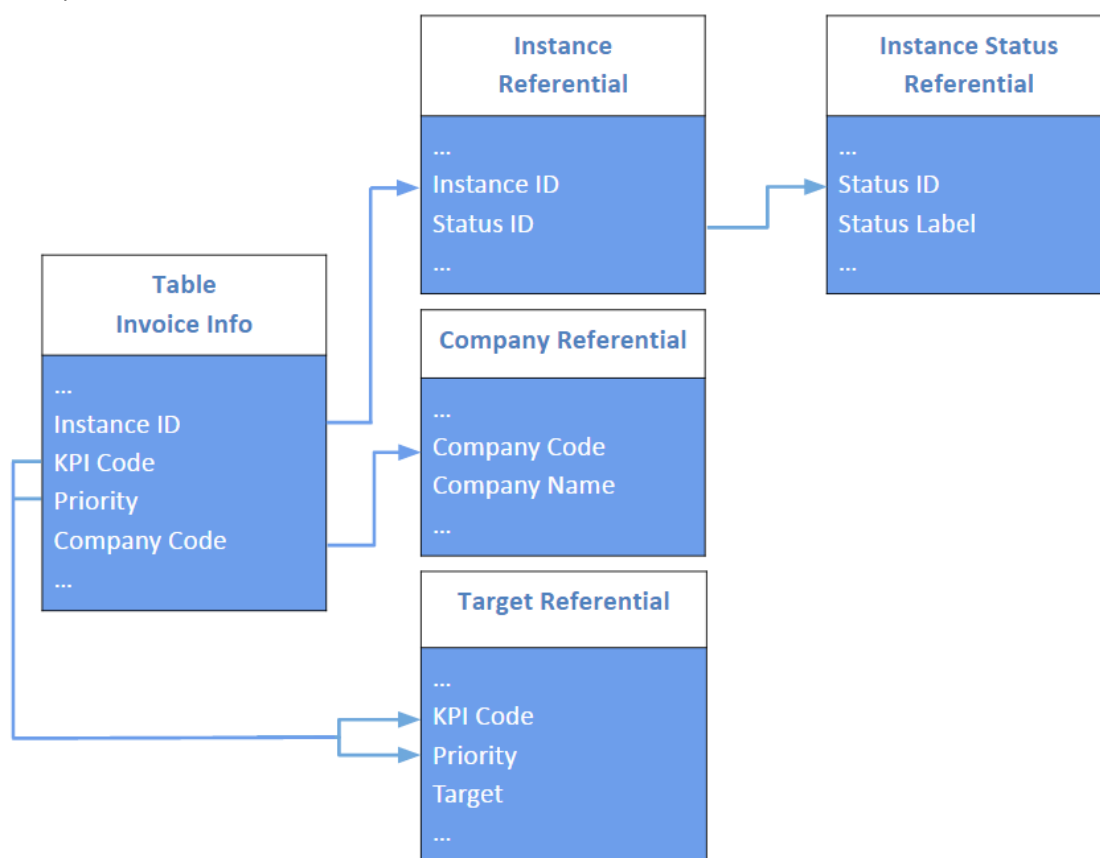 Instance
Referential
...
Instance ID
Status ID
...
Instance Status
Referential
...
Status ID
Status Label
...
Table
Invoice Info
...
Instance ID
KPI Code
Priority
Company Code
...
Company Referential
...
Company Code
Company Name
...
Target Referential
...
KPI Code
Priority
Target
...